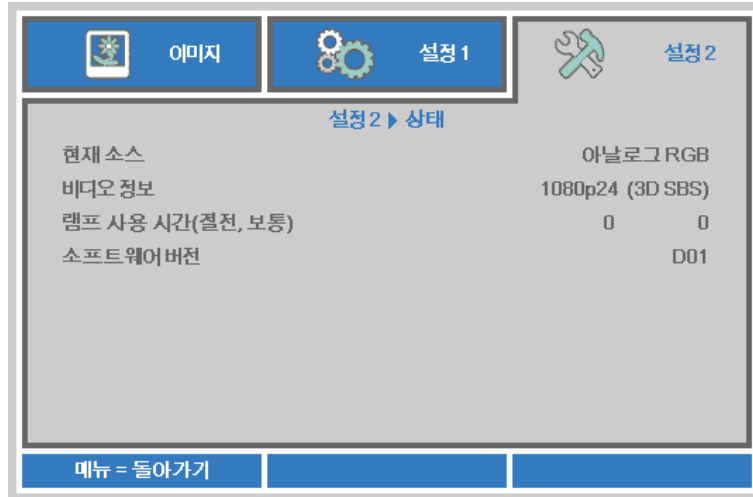 이미지 설정 1 설정 2
설정 2 ▶ 상태
현재 소스 아날로그 RGB
비디오 정보 1080p24 (3D SBS)
램프 사용 시간(절전, 보통) 0 0
소프트웨어 버전 D01
메뉴 = 돌아가기